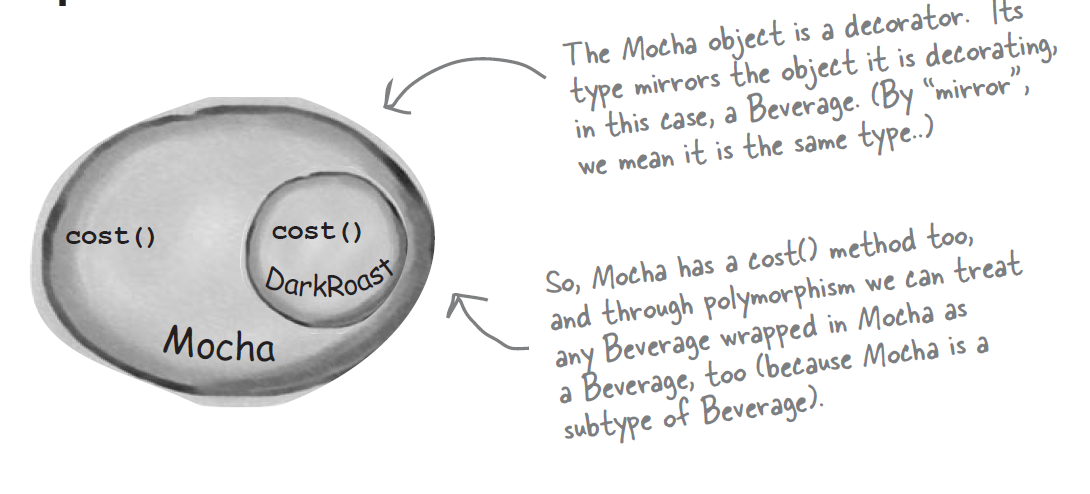 The Mocha object is a decorator. Its
type mirrors the object it is decorating,
in this case, a Beverage. (By “mirror”,
we mean it is the same type..)
cost()
cost()
DarkRoast
Mocha
So, Mocha has a cost() method too,
and through polymorphism we can treat
any Beverage wrapped in Mocha as
a Beverage, too (because Mocha is a
subtype of Beverage).